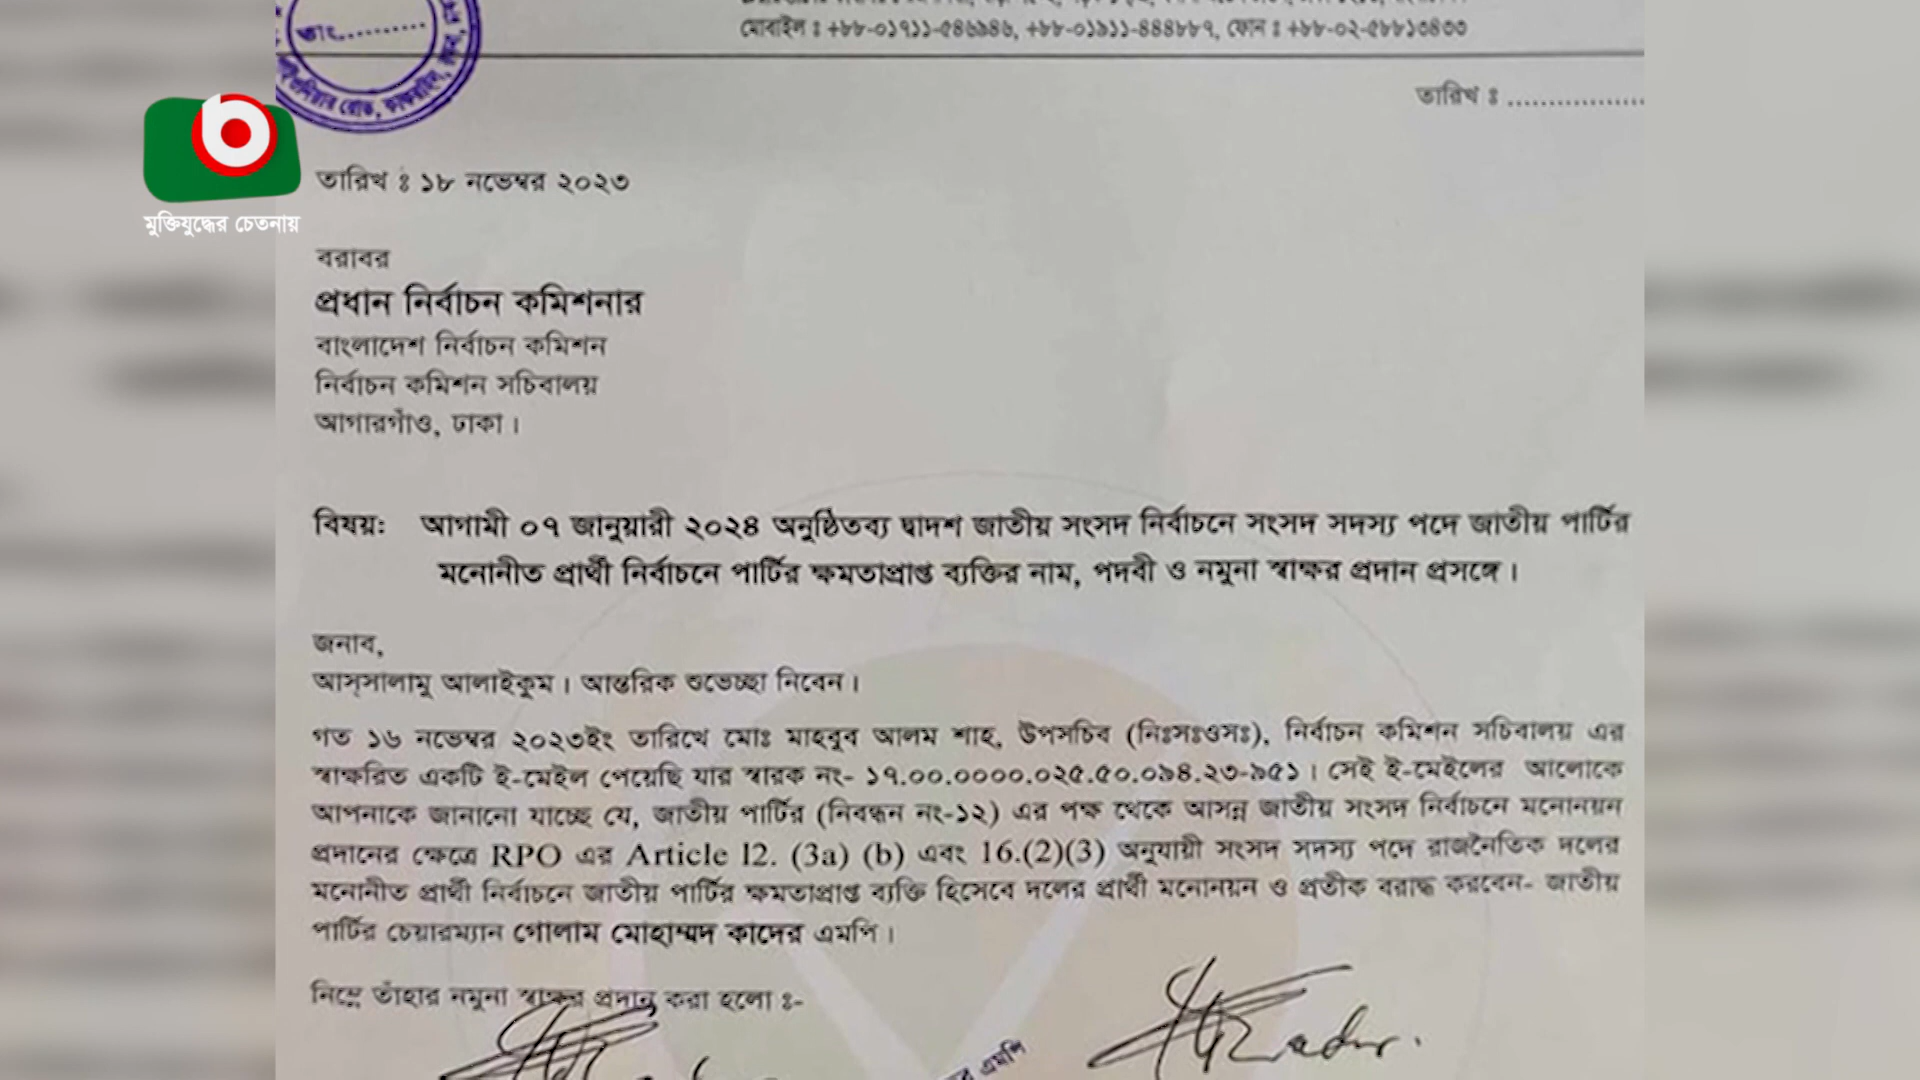 মোবাইল ঃ +৮৮-০১৭১১-৫৪৬৯৪৬, +৮৮-০১৯১১-৪৪৪৮৮৭, ফোন ঃ +৮৮-০২-৫৮৮১৩৪৩৩
তাং..........
রোড, কাকরাইল,
তারিখ ঃ ................
মুক্তিযুদ্ধের চেতনায়
তারিখ ঃ ১৮ নভেম্বর ২০২৩
বরাবর
প্রধান নির্বাচন কমিশনার
বাংলাদেশ নির্বাচন কমিশন
নির্বাচন কমিশন সচিবালয়
আগারগাঁও, ঢাকা।
বিষয়: আগামী ০৭ জানুয়ারী ২০২৪ অনুষ্ঠিতব্য দ্বাদশ জাতীয় সংসদ নির্বাচনে সংসদ সদস্য পদে জাতীয় পার্টির
মনোনীত প্রার্থী নির্বাচনে পার্টির ক্ষমতাপ্রাপ্ত ব্যক্তির নাম, পদবী ও নমুনা স্বাক্ষর প্রদান প্রসঙ্গে।
জনাব,
আস্সালামু আলাইকুম। আন্তরিক শুভেচ্ছা নিবেন।
গত ১৬ নভেম্বর ২০২৩ইং তারিখে মোঃ মাহবুব আলম শাহ, উপসচিব (নিঃসঃওসঃ), নির্বাচন কমিশন সচিবালয় এর
স্বাক্ষরিত একটি ই-মেইল পেয়েছি যার স্বারক নং- ১৭.০০.০০০০.০২৫.৫০.০৯৪.২৩-৯৫১। সেই ই-মেইলের আলোকে
আপনাকে জানানো যাচ্ছে যে, জাতীয় পার্টির (নিবন্ধন নং-১২) এর পক্ষ থেকে আসন্ন জাতীয় সংসদ নির্বাচনে মনোনয়ন
প্রদানের ক্ষেত্রে RPO এর Article l2. (3a) (b) এবং 16.(2)(3) অনুযায়ী সংসদ সদস্য পদে রাজনৈতিক দলের
মনোনীত প্রার্থী নির্বাচনে জাতীয় পার্টির ক্ষমতাপ্রাপ্ত ব্যক্তি হিসেবে দলের প্রার্থী মনোনয়ন ও প্রতীক বরাদ্ধ করবেন- জাতীয়
পার্টির চেয়ারম্যান গোলাম মোহাম্মদ কাদের এমপি।
নিম্নে তাঁহার নমুনা স্বাক্ষর প্রদান করা হলো ঃ-
এমপি